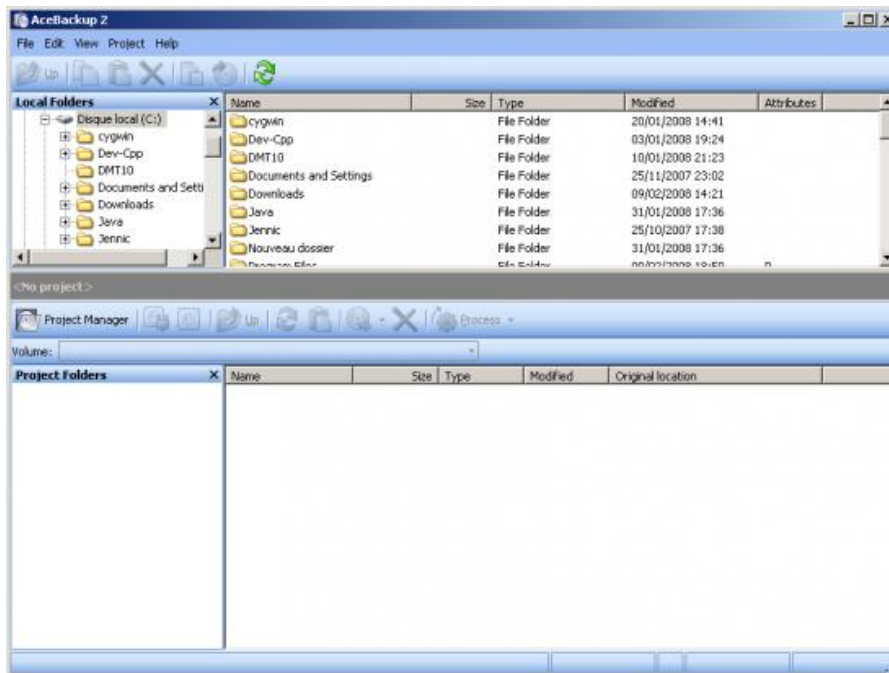 AceBackup 2
File Edit View Project Help
Up
Local Folders
Disque local (C:)
cygwin
Dev-Cpp
DMT10
Documents and Setti
Downloads
Java
Jennic
Name Size Type Modified Attributes
cygwin File Folder 20/01/2008 14:41
Dev-Cpp File Folder 03/01/2008 19:24
DMT10 File Folder 10/01/2008 21:23
Documents and Settings File Folder 25/11/2007 23:02
Downloads File Folder 09/02/2008 14:21
Java File Folder 31/01/2008 17:36
Jennic File Folder 25/10/2007 17:38
Nouveau dossier File Folder 31/01/2008 17:36
Program Files File Folder
<No project>
Project Manager Up Process
Volume:
Project Folders
Name Size Type Modified Original location